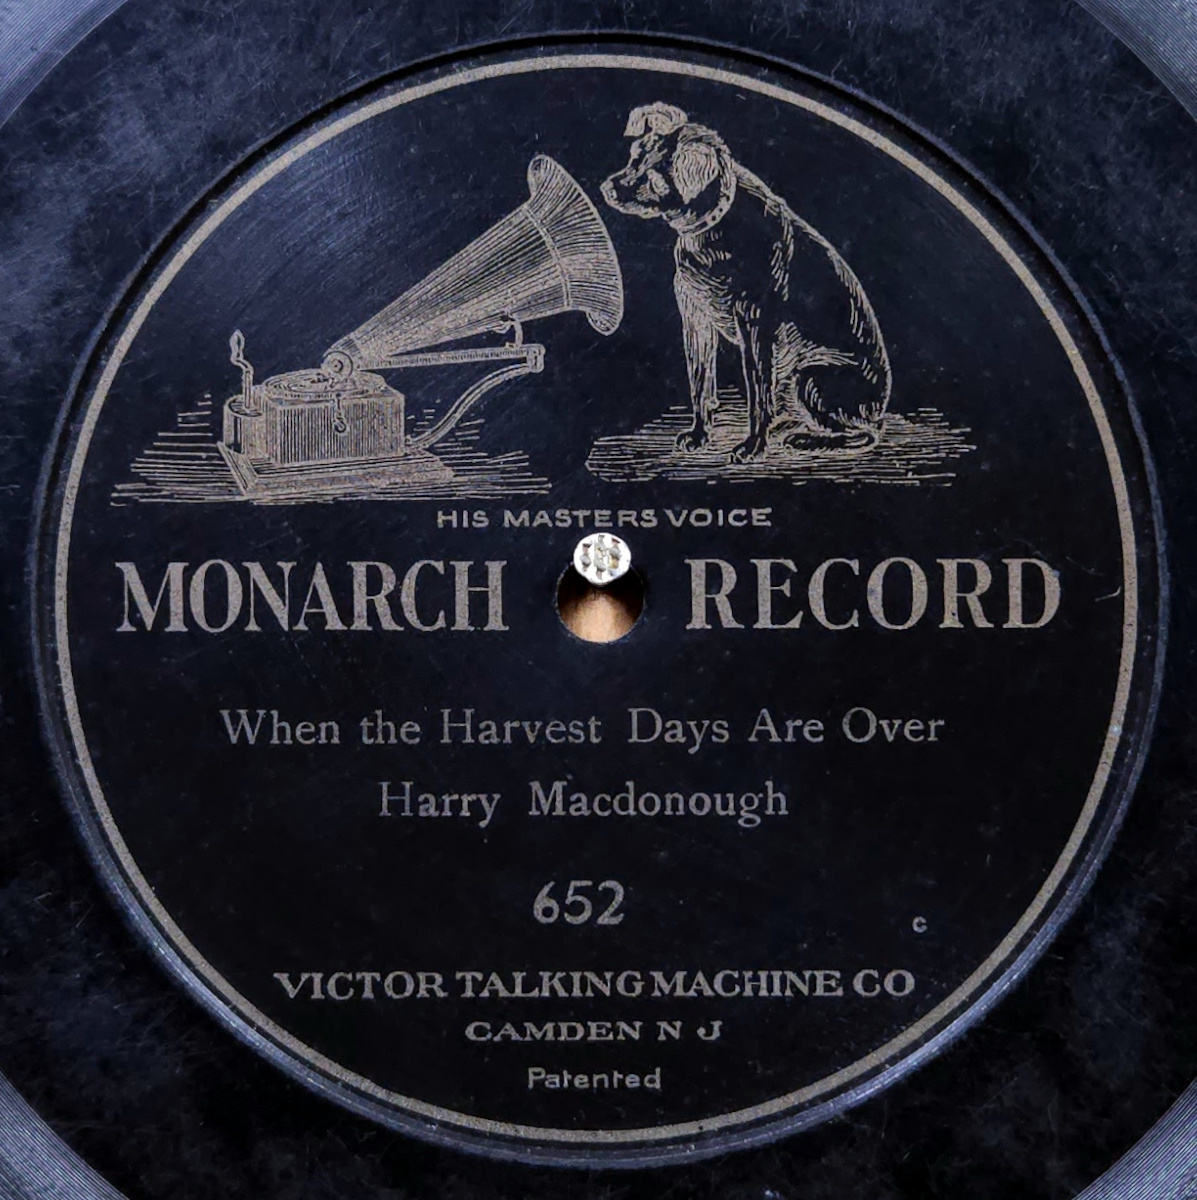 HIS MASTERS VOICE
MONARCH RECORD
When the Harvest Days Are Over
Harry Macdonough
652
c
VICTOR TALKING MACHINE CO
CAMDEN N J
Patented